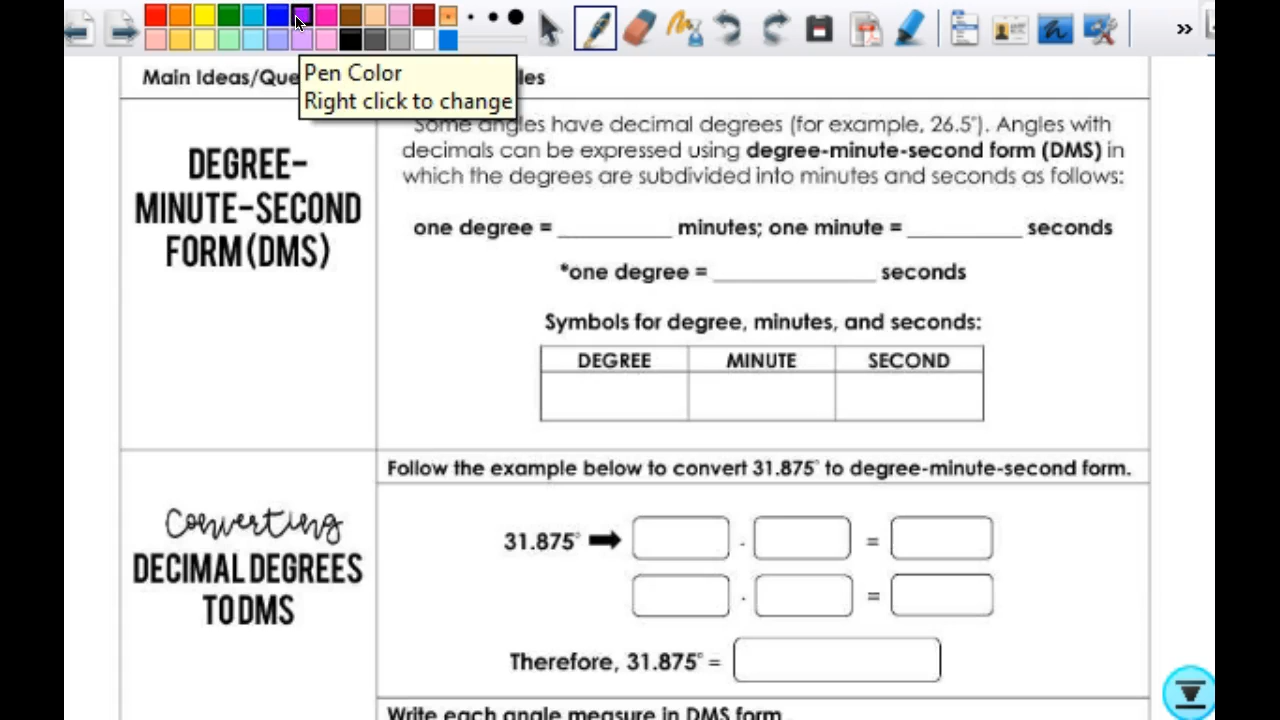 Pen Color
Right click to change
Main Ideas/Que
les
DEGREE-
MINUTE-SECOND
FORM (DMS)
Some angles have decimal degrees (for example, 26.5°). Angles with
decimals can be expressed using degree-minute-second form (DMS) in
which the degrees are subdivided into minutes and seconds as follows:
one degree = __________ minutes; one minute = __________ seconds
*one degree = ______________ seconds
Symbols for degree, minutes, and seconds:
DEGREE MINUTE SECOND
Follow the example below to convert 31.875° to degree-minute-second form.
Converting
DECIMAL DEGREES
TO DMS
31.875° ➡ · =
· =
Therefore, 31.875° =
Write each angle measure in DMS form.